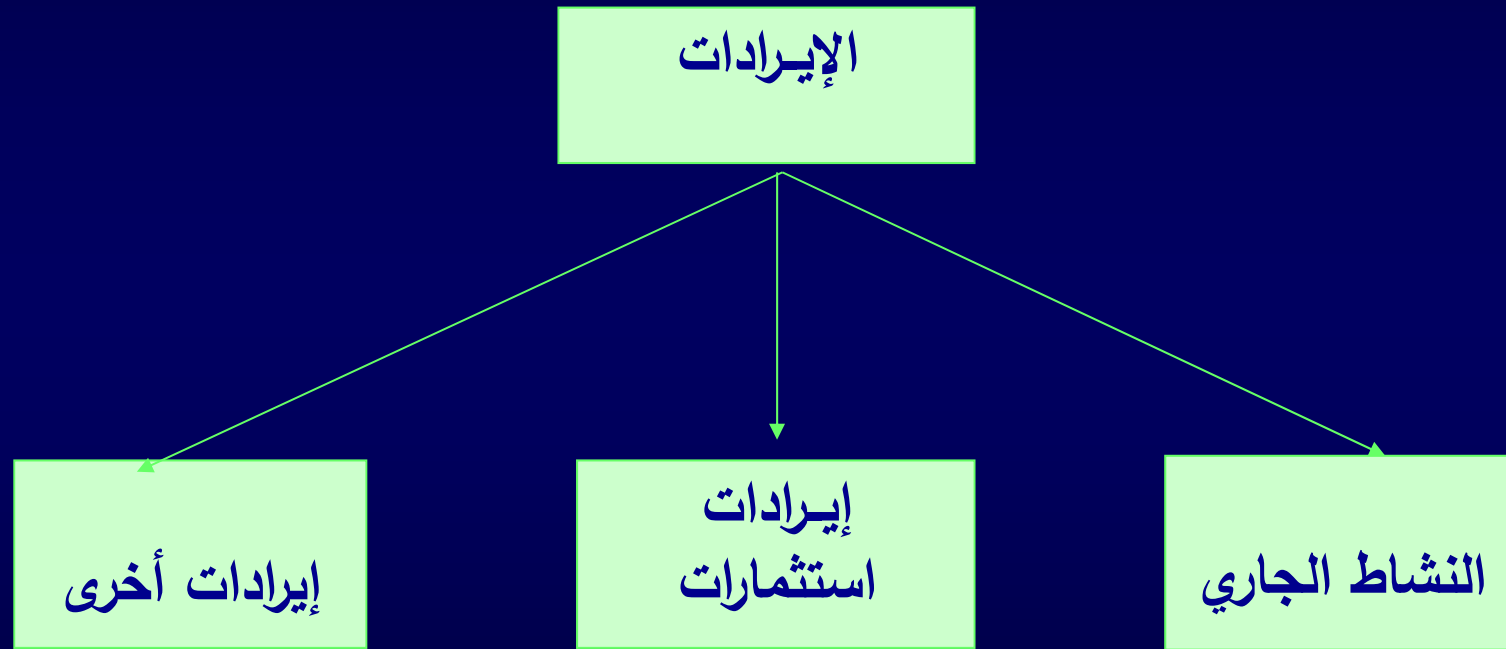 الإيـرادات
النشاط الجاري
إيـرادات
استثمارات
إيرادات أخرى